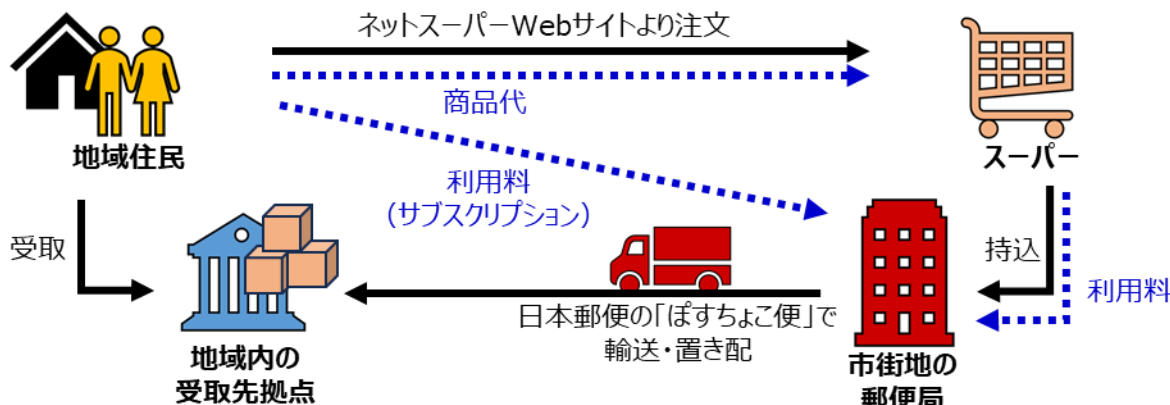 ネットスーパーWebサイトより注文
商品代
地域住民
スーパー
利用料
（サブスクリプション）
受取
持込
利用料
日本郵便の「ぽすちょこ便」で
輸送・置き配
地域内の
受取先拠点
市街地の
郵便局